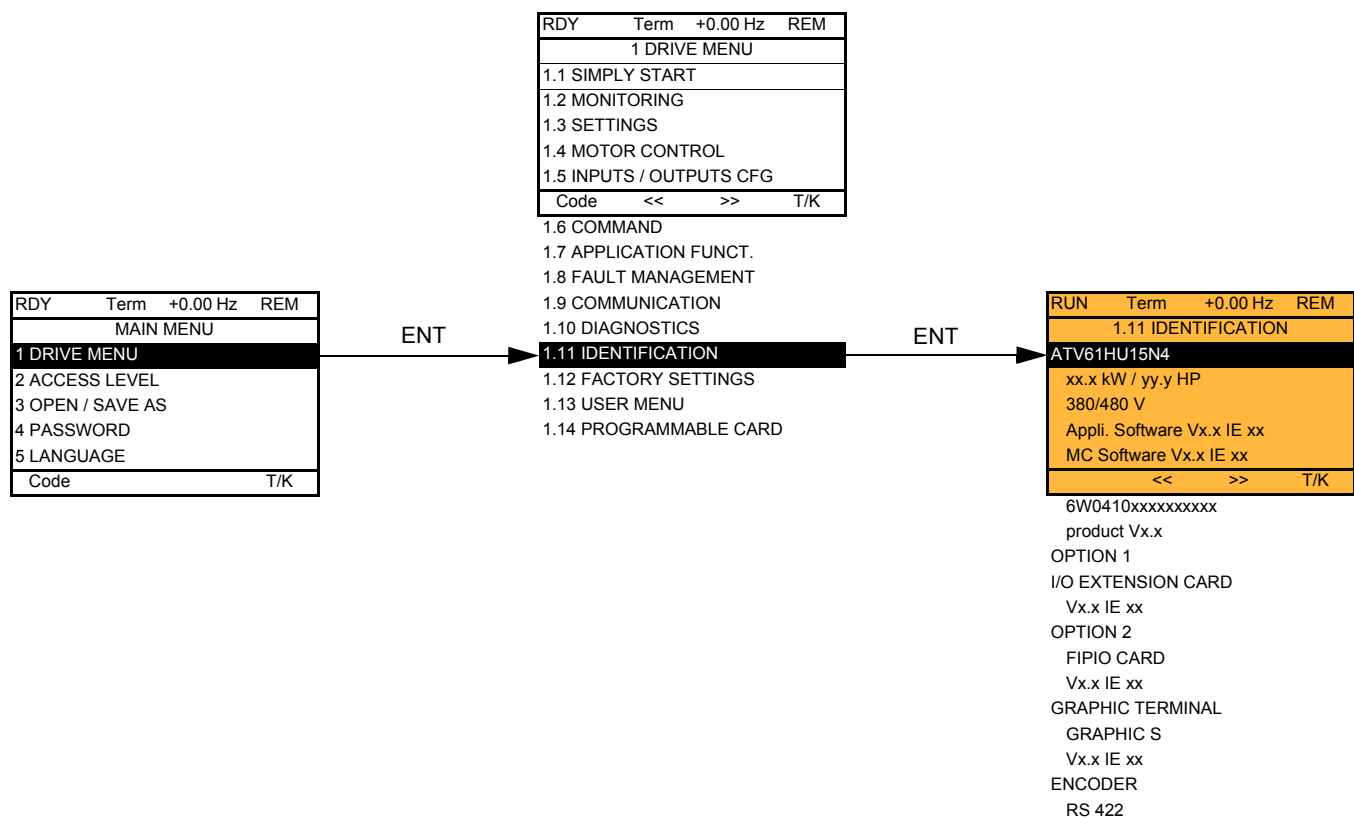 RDY Term +0.00 Hz REM
MAIN MENU
1 DRIVE MENU
2 ACCESS LEVEL
3 OPEN / SAVE AS
4 PASSWORD
5 LANGUAGE
Code T/K
ENT
RDY Term +0.00 Hz REM
1 DRIVE MENU
1.1 SIMPLY START
1.2 MONITORING
1.3 SETTINGS
1.4 MOTOR CONTROL
1.5 INPUTS / OUTPUTS CFG
Code << >> T/K
1.6 COMMAND
1.7 APPLICATION FUNCT.
1.8 FAULT MANAGEMENT
1.9 COMMUNICATION
1.10 DIAGNOSTICS
1.11 IDENTIFICATION
1.12 FACTORY SETTINGS
1.13 USER MENU
1.14 PROGRAMMABLE CARD
ENT
RUN Term +0.00 Hz REM
1.11 IDENTIFICATION
ATV61HU15N4
xx.x kW / yy.y HP
380/480 V
Appli. Software Vx.x IE xx
MC Software Vx.x IE xx
<< >> T/K
6W0410xxxxxxxxxx
product Vx.x
OPTION 1
I/O EXTENSION CARD
Vx.x IE xx
OPTION 2
FIPIO CARD
Vx.x IE xx
GRAPHIC TERMINAL
GRAPHIC S
Vx.x IE xx
ENCODER
RS 422